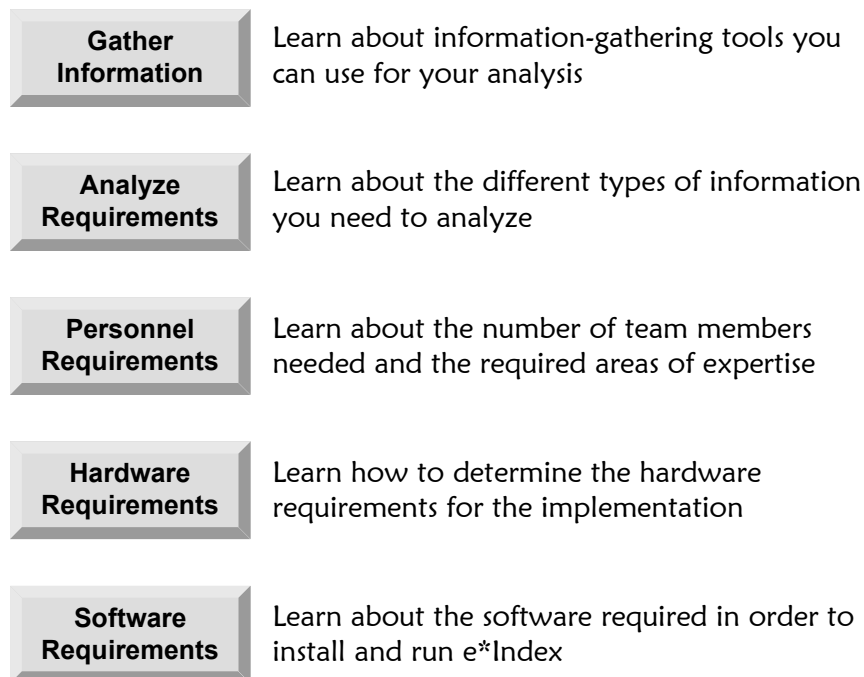 Gather
Information
Learn about information-gathering tools you
can use for your analysis
Analyze
Requirements
Learn about the different types of information
you need to analyze
Personnel
Requirements
Learn about the number of team members
needed and the required areas of expertise
Hardware
Requirements
Learn how to determine the hardware
requirements for the implementation
Software
Requirements
Learn about the software required in order to
install and run e*Index